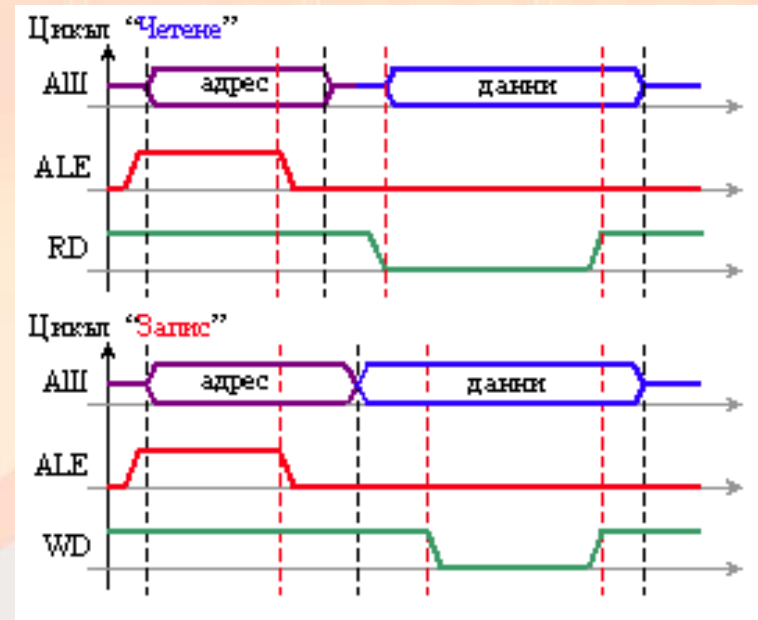 Цикъл “Четене”
АШ адрес данни
ALE
RD
Цикъл “Запис”
АШ адрес данни
ALE
WD